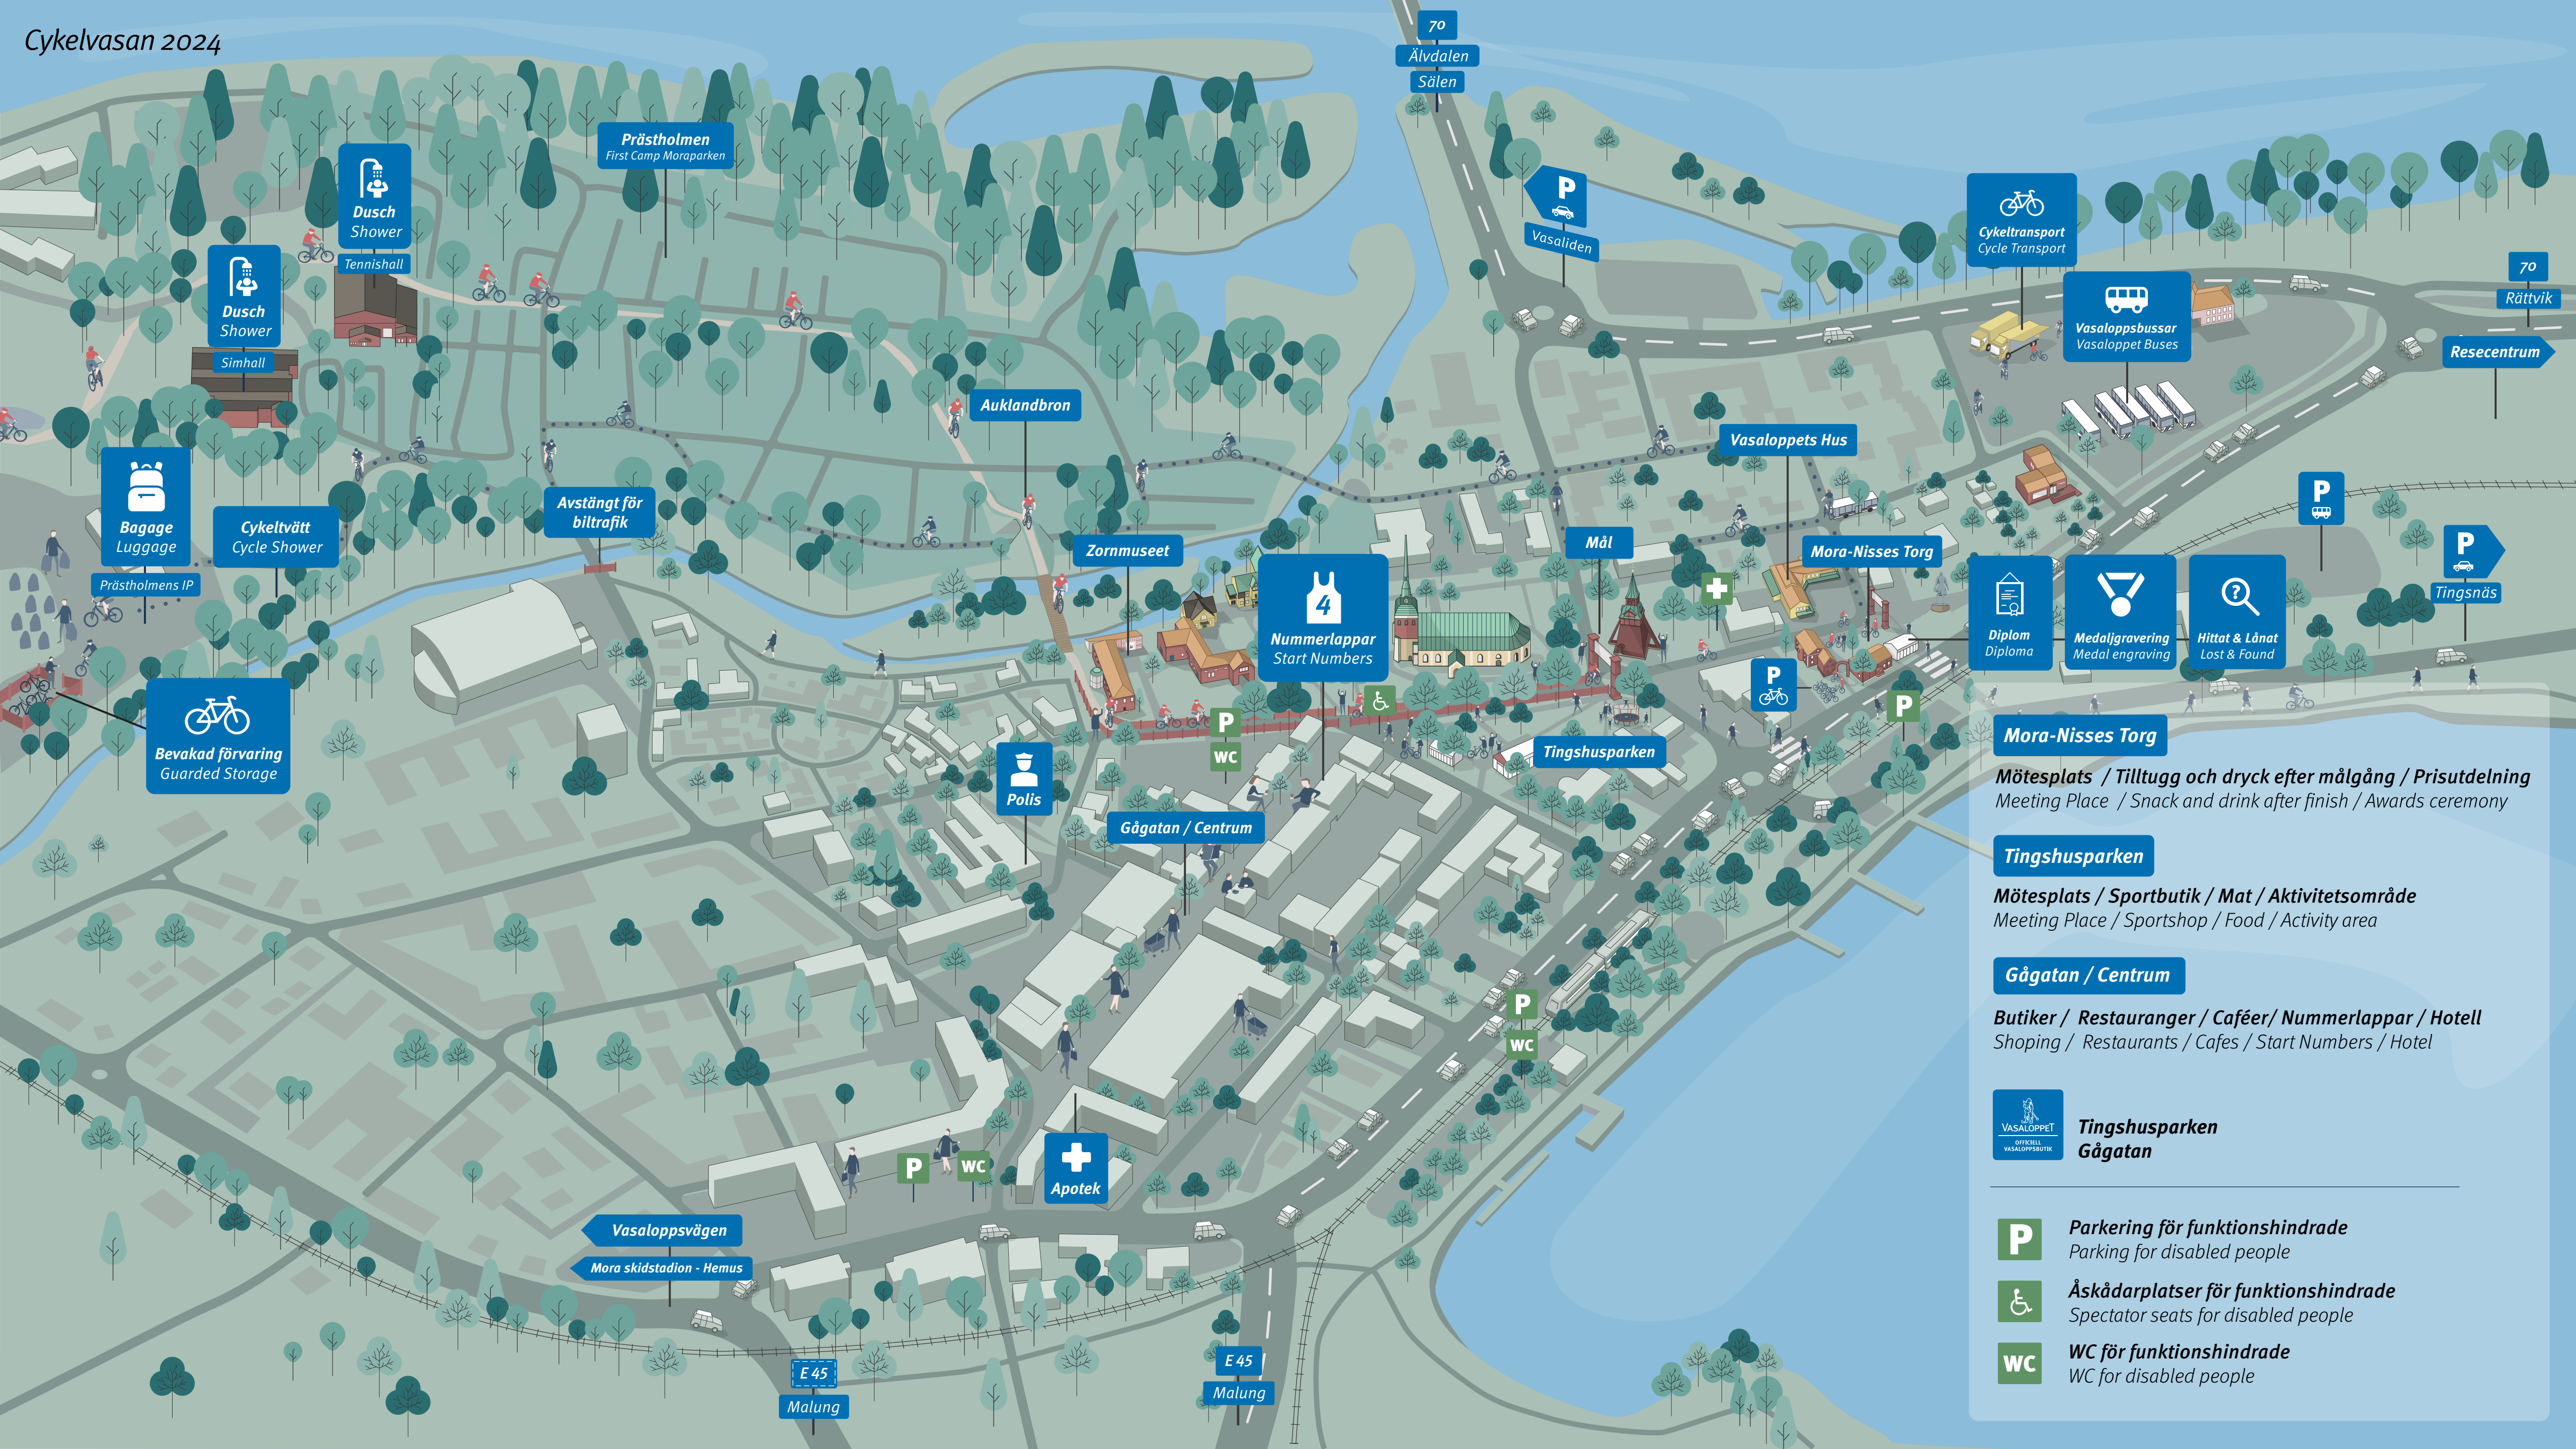 Cykelvasan 2024
70
Älvdalen
Sälen
Prästholmen
First Camp Moraparken
Dusch
Shower
Tennishall
Dusch
Shower
Simhall
P
Vasaliden
Cykeltransport
Cycle Transport
Vasaloppsbussar
Vasaloppet Buses
70
Rättvik
Resecentrum
Auklandbron
Vasaloppets Hus
Bagage
Luggage
Prästholmens IP
Cykeltvätt
Cycle Shower
Avstängt för
biltrafik
Zornmuseet
4
Nummerlappar
Start Numbers
Mål
Mora-Nisses Torg
P
P
Tingsnäs
Diplom
Diploma
Medaljgravering
Medal engraving
?
Hittat & Lånat
Lost & Found
Bevakad förvaring
Guarded Storage
P
P
P
WC
Polis
Tingshusparken
Gågatan / Centrum
P
WC
P
WC
Apotek
Vasaloppsvägen
Mora skidstadion - Hemus
E 45
Malung
E 45
Malung
Mora-Nisses Torg
Mötesplats / Tilltugg och dryck efter målgång / Prisutdelning
Meeting Place / Snack and drink after finish / Awards ceremony
Tingshusparken
Mötesplats / Sportbutik / Mat / Aktivitetsområde
Meeting Place / Sportshop / Food / Activity area
Gågatan / Centrum
Butiker / Restauranger / Caféer/ Nummerlappar / Hotell
Shoping / Restaurants / Cafes / Start Numbers / Hotel
VASALOPPET
OFFICIELL
VASALOPPSBUTIK
Tingshusparken
Gågatan
P
Parkering för funktionshindrade
Parking for disabled people
Åskådarplatser för funktionshindrade
Spectator seats for disabled people
WC
WC för funktionshindrade
WC for disabled people